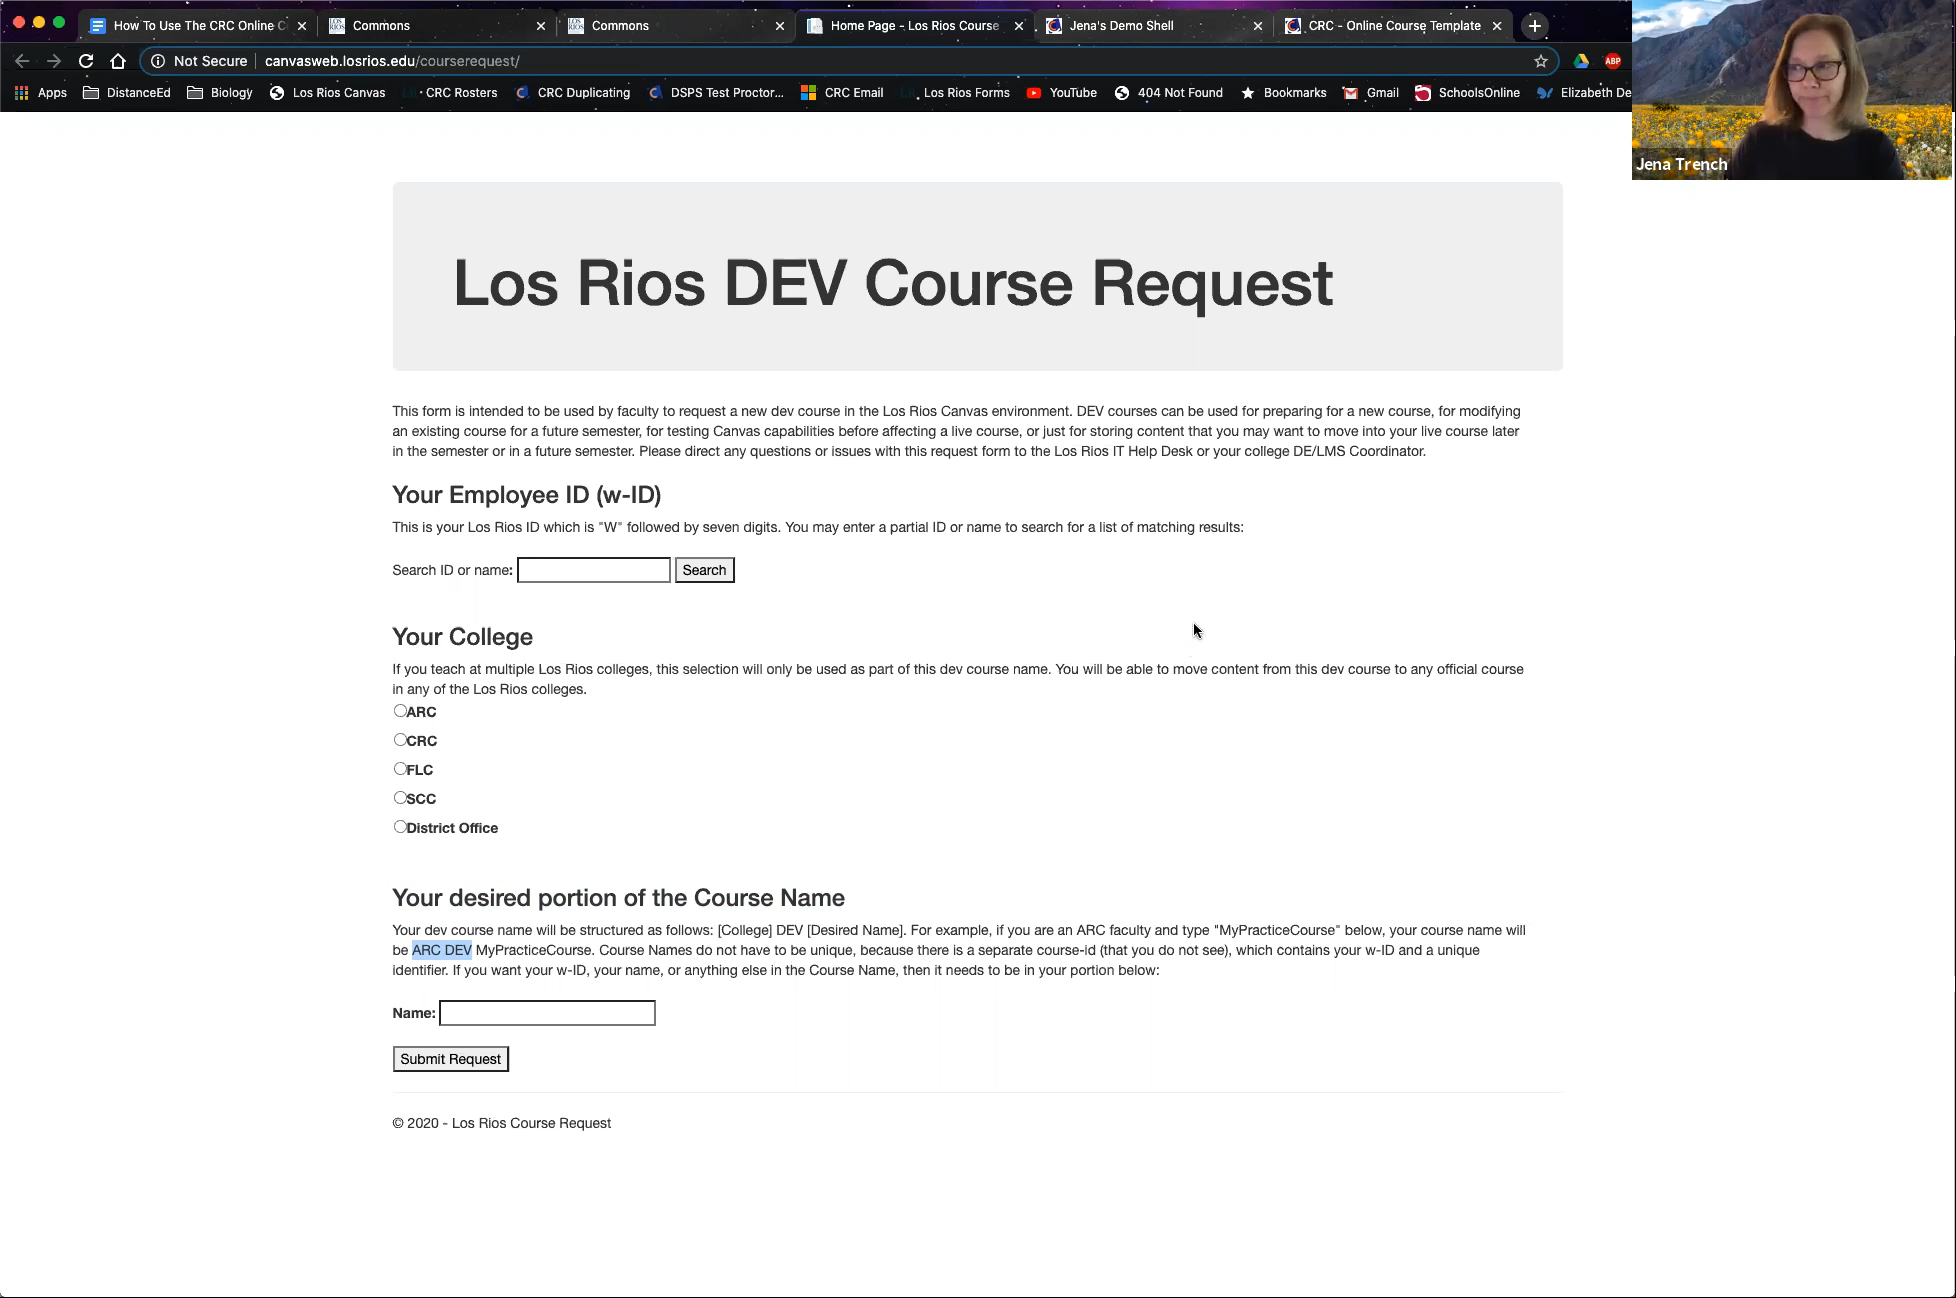 How To Use The CRC Online C
Commons
Commons
Home Page - Los Rios Course
Jena's Demo Shell
CRC - Online Course Template
Not Secure | canvasweb.losrios.edu/courserequest/
ABP
Apps DistanceEd Biology Los Rios Canvas CRC Rosters CRC Duplicating DSPS Test Proctor... CRC Email Los Rios Forms YouTube 404 Not Found Bookmarks Gmail SchoolsOnline Elizabeth De
Jena Trench
Los Rios DEV Course Request
This form is intended to be used by faculty to request a new dev course in the Los Rios Canvas environment. DEV courses can be used for preparing for a new course, for modifying
an existing course for a future semester, for testing Canvas capabilities before affecting a live course, or just for storing content that you may want to move into your live course later
in the semester or in a future semester. Please direct any questions or issues with this request form to the Los Rios IT Help Desk or your college DE/LMS Coordinator.
Your Employee ID (w-ID)
This is your Los Rios ID which is "W" followed by seven digits. You may enter a partial ID or name to search for a list of matching results:
Search ID or name: Search
Your College
If you teach at multiple Los Rios colleges, this selection will only be used as part of this dev course name. You will be able to move content from this dev course to any official course
in any of the Los Rios colleges.
ARC
CRC
FLC
SCC
District Office
Your desired portion of the Course Name
Your dev course name will be structured as follows: [College] DEV [Desired Name]. For example, if you are an ARC faculty and type "MyPracticeCourse" below, your course name will
be ARC DEV MyPracticeCourse. Course Names do not have to be unique, because there is a separate course-id (that you do not see), which contains your w-ID and a unique
identifier. If you want your w-ID, your name, or anything else in the Course Name, then it needs to be in your portion below:
Name:
Submit Request
© 2020 - Los Rios Course Request